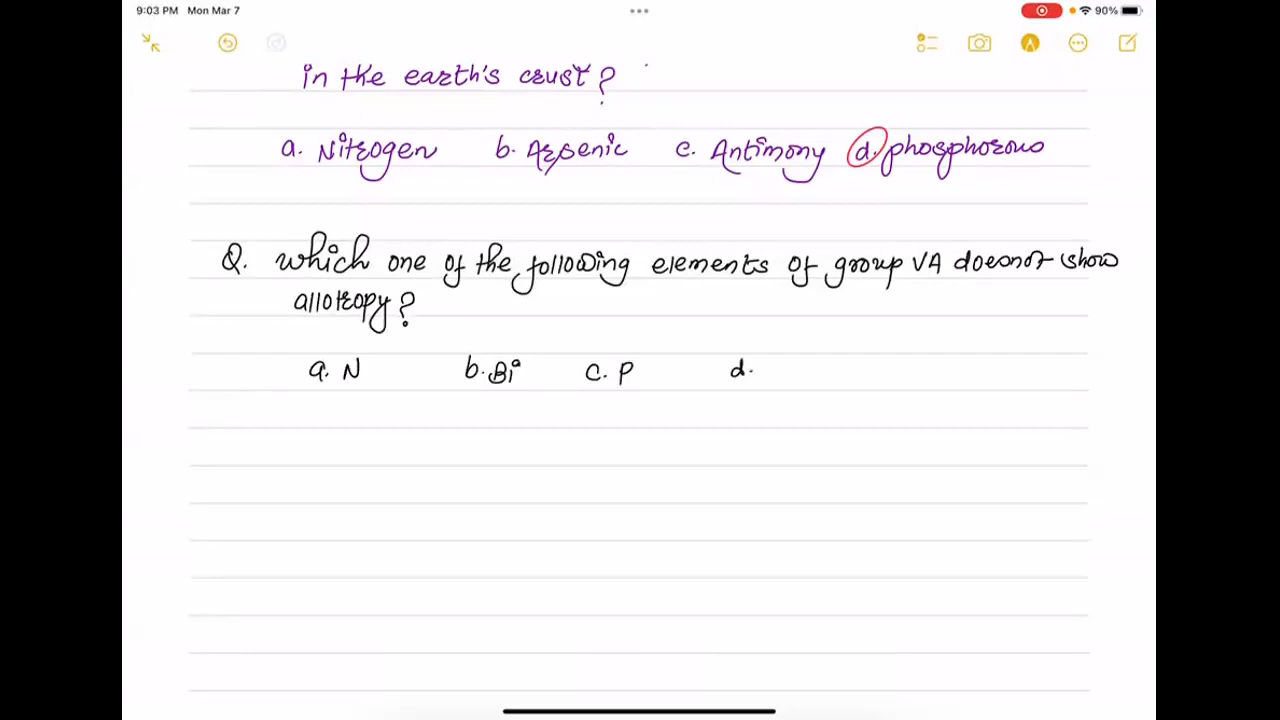 9:03 PM Mon Mar 7 90%
in the earth's crust?
a. Nitrogen b. Arsenic c. Antimony d. phosphorous
Q. which one of the following elements of group VA doesnot show
allotropy?
a. N b. Bi c. P d.